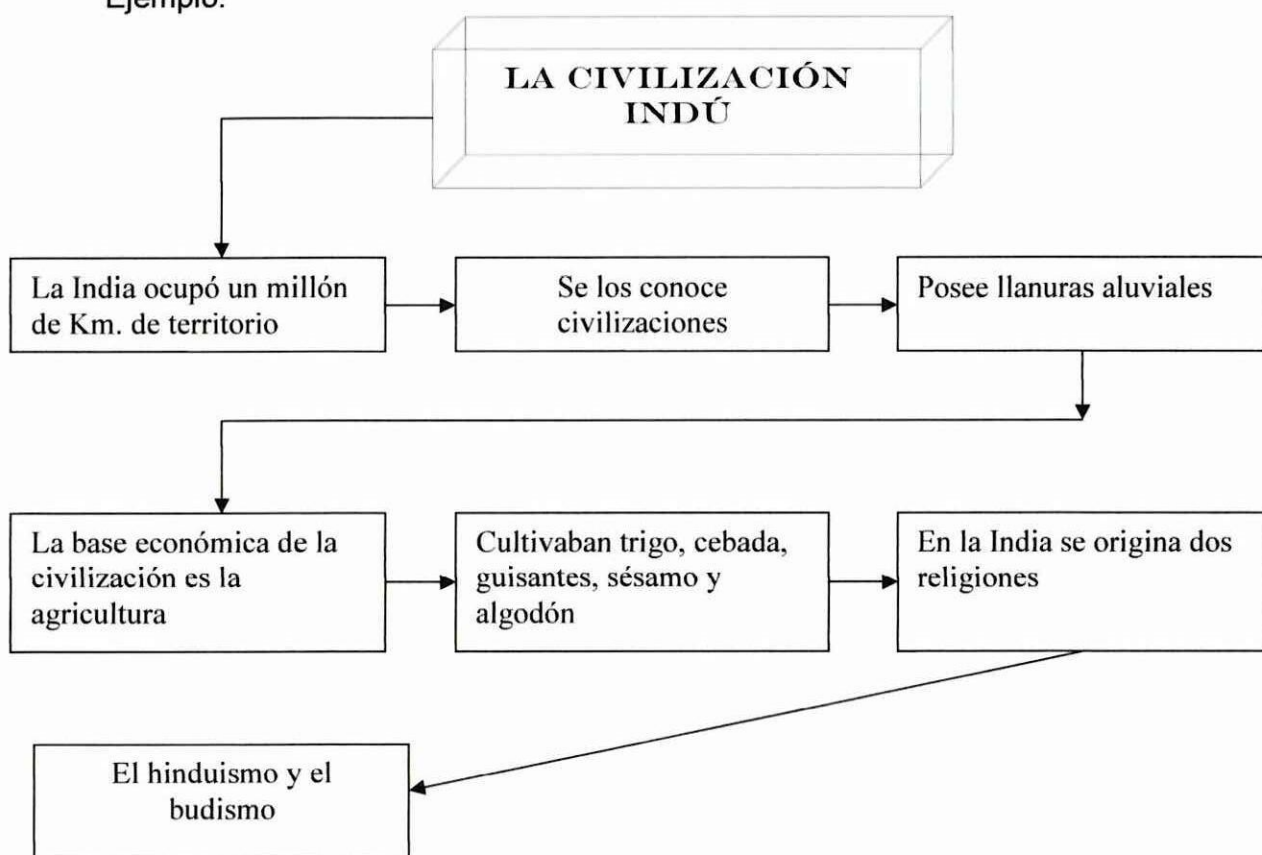 Ejemplo:
LA CIVILIZACIÓN
INDÚ
La India ocupó un millón
de Km. de territorio
Se los conoce
civilizaciones
Posee llanuras aluviales
La base económica de la
civilización es la
agricultura
Cultivaban trigo, cebada,
guisantes, sésamo y
algodón
En la India se origina dos
religiones
El hinduismo y el
budismo